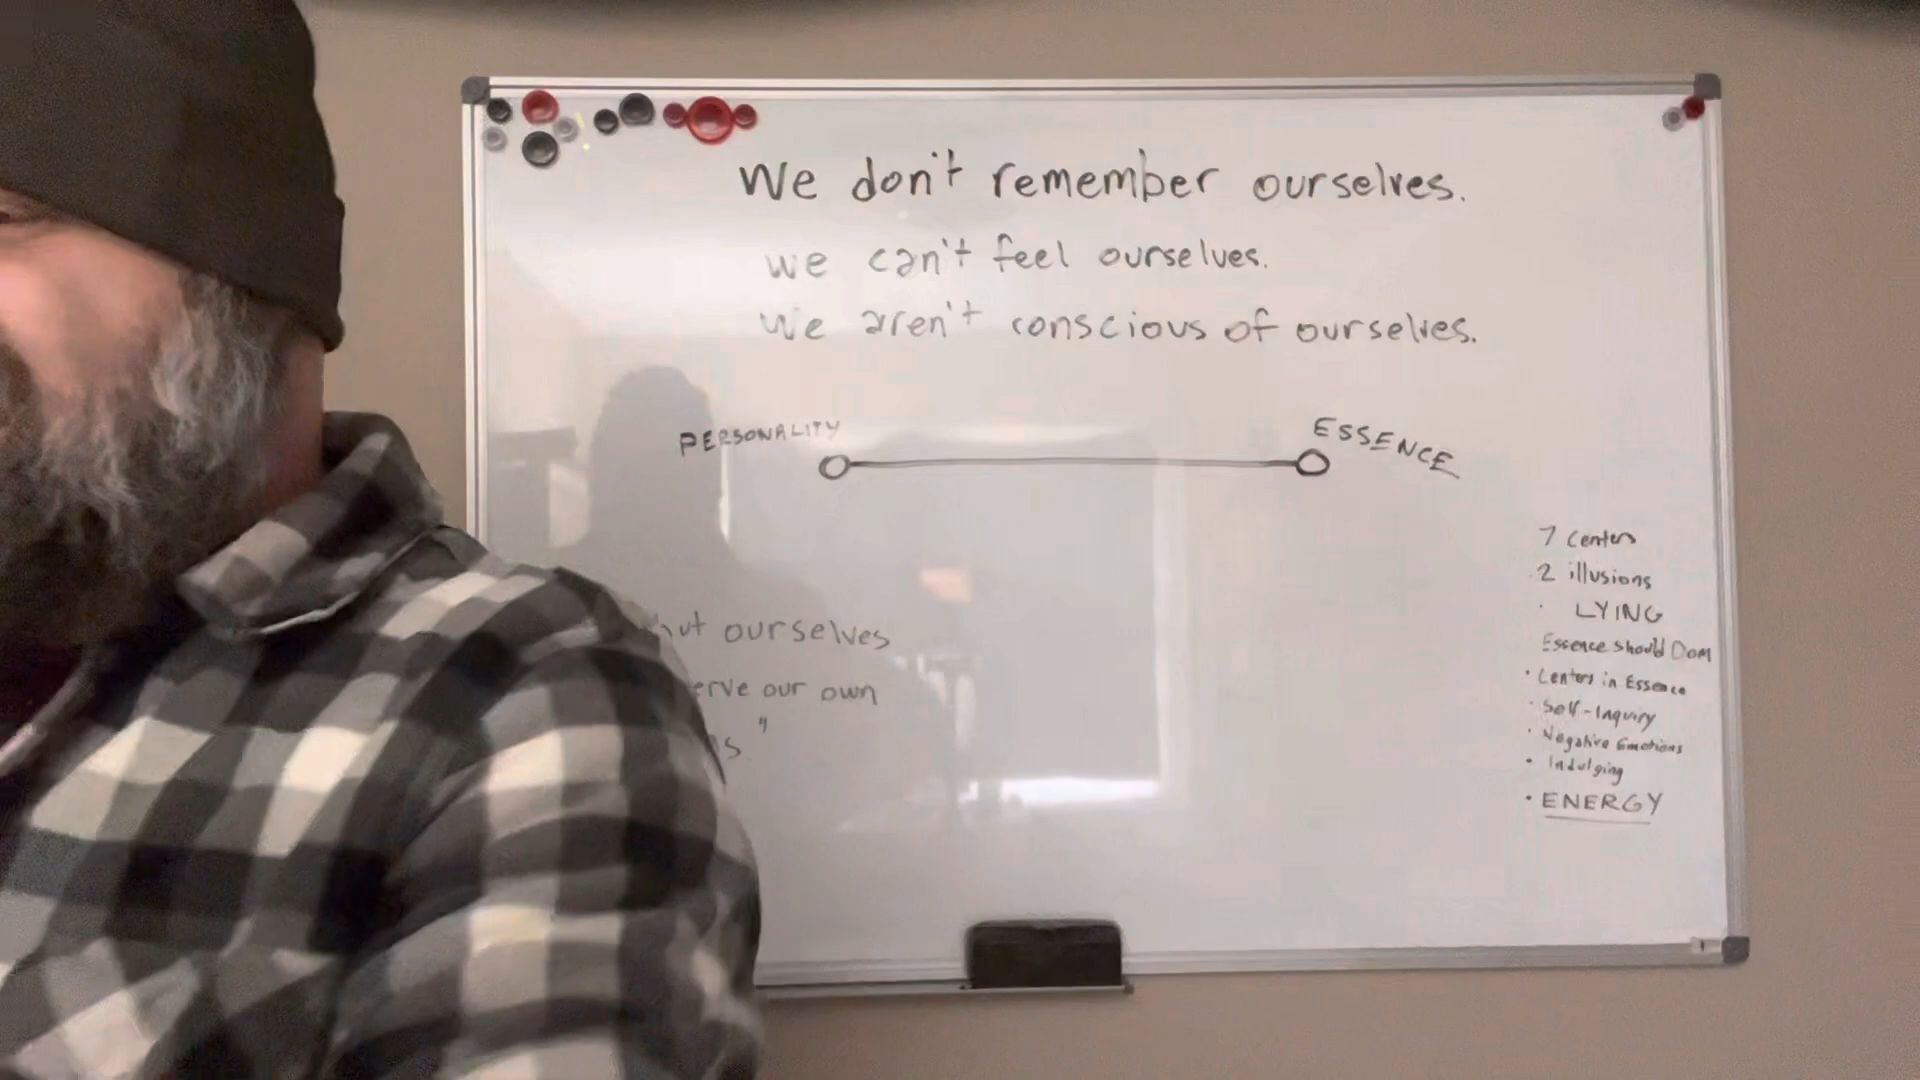 We don't remember ourselves.
we can't feel ourselves.
We aren't conscious of ourselves.
PERSONALITY
ESSENCE
ourselves
our own
"
7 Centers
2 illusions
· LYING
Essence should Dom
· Centers in Essence
· Self-Inquiry
· Negative Emotions
· Indulging
· ENERGY